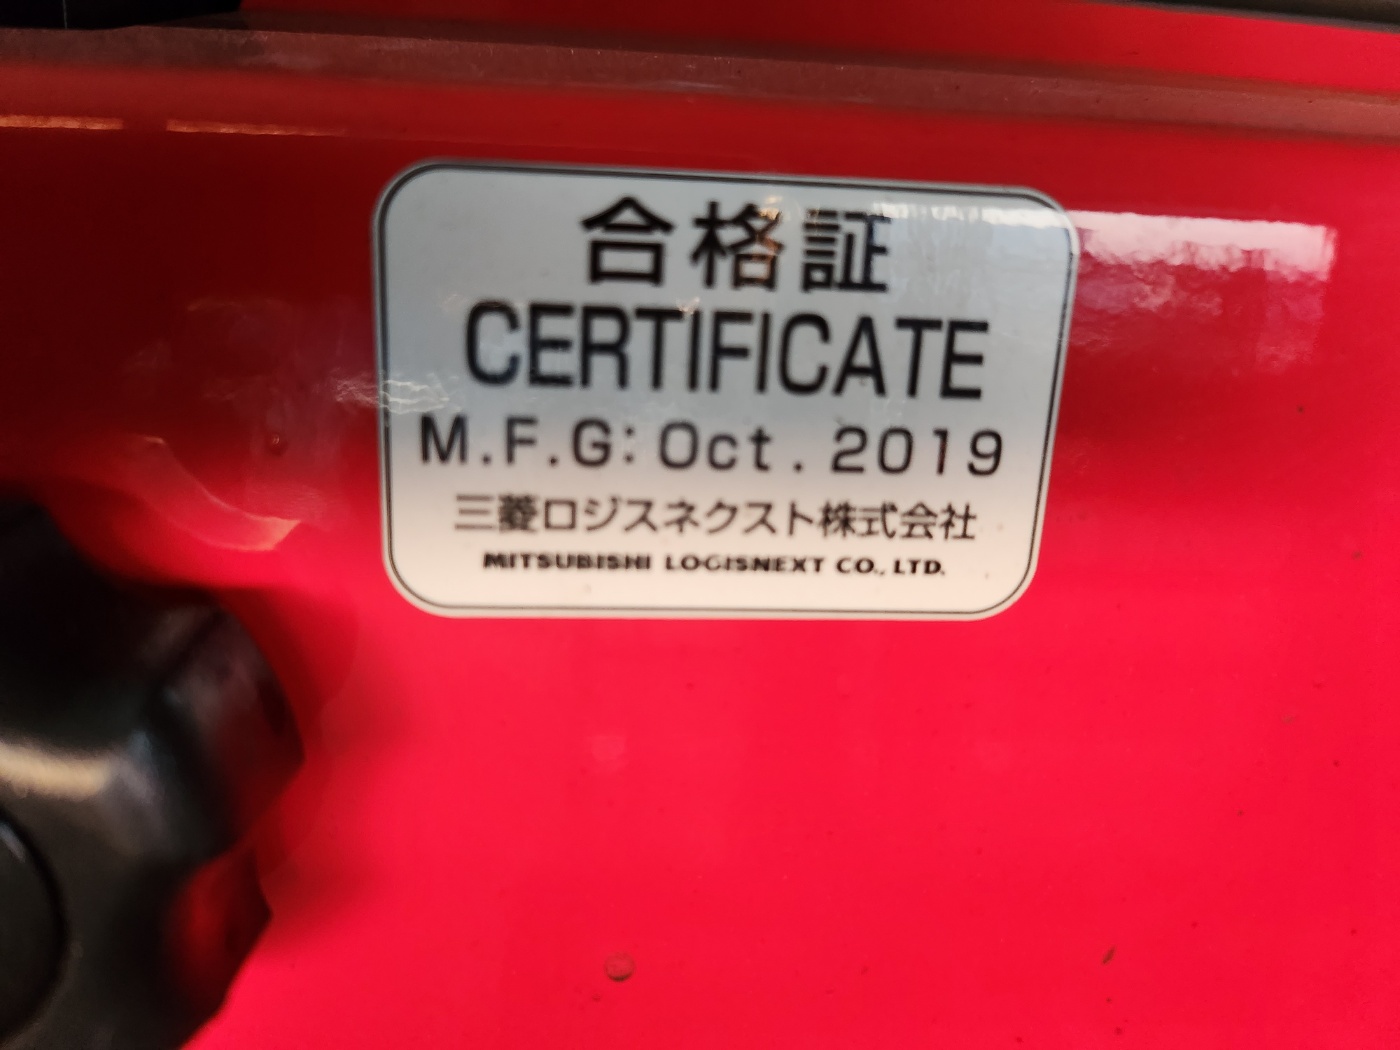 合格証
CERTIFICATE
M.F.G: Oct. 2019
三菱ロジスネクスト株式会社
MITSUBISHI LOGISNEXT CO., LTD.